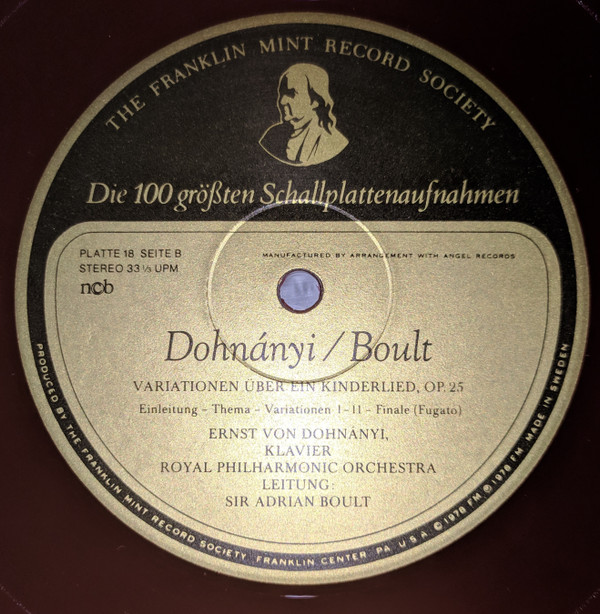 THE FRANKLIN MINT RECORD SOCIETY
Die 100 größten Schallplattenaufnahmen
PLATTE 18 SEITE B
STEREO 33 1/3 UPM
ncb
MANUFACTURED BY ARRANGEMENT WITH ANGEL RECORDS
Dohnányi / Boult
VARIATIONEN ÜBER EIN KINDERLIED, OP. 25
Einleitung – Thema – Variationen 1–11 – Finale (Fugato)
ERNST VON DOHNÁNYI,
KLAVIER
ROYAL PHILHARMONIC ORCHESTRA
LEITUNG:
SIR ADRIAN BOULT
PRODUCED BY THE FRANKLIN MINT RECORD SOCIETY. FRANKLIN CENTER, PA. U.S.A. © 1978 FM ℗ 1978 FM. MADE IN SWEDEN